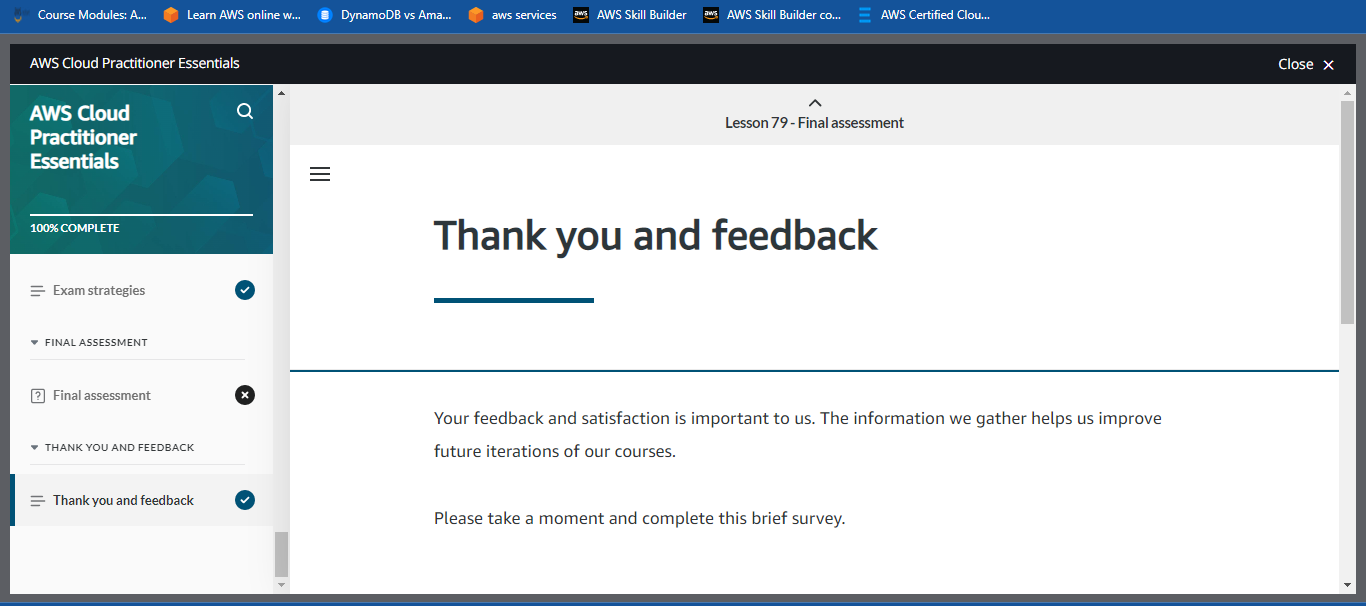 Course Modules: A...
Learn AWS online w...
DynamoDB vs Ama...
aws services
aws
AWS Skill Builder
aws
AWS Skill Builder co...
AWS Certified Clou...
AWS Cloud Practitioner Essentials
Close
AWS Cloud
Practitioner
Essentials
100% COMPLETE
Exam strategies
FINAL ASSESSMENT
Final assessment
THANK YOU AND FEEDBACK
Thank you and feedback
Lesson 79 - Final assessment
Thank you and feedback
Your feedback and satisfaction is important to us. The information we gather helps us improve
future iterations of our courses.
Please take a moment and complete this brief survey.